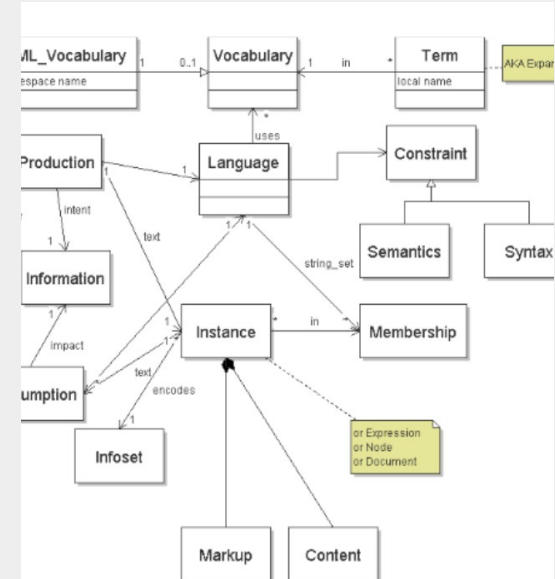 ML_Vocabulary
espace name
1
0..1
Vocabulary
1
in
*
Term
local name
AKA Expan
*
uses
Production
1
1
Language
Constraint
intent
1
text
1
1
string_set
Semantics
Syntax
Information
1
1
impact
1
Instance
*
in
*
Membership
1
*
umption
text
encodes
1
Infoset
or Expression
or Node
or Document
Markup
Content